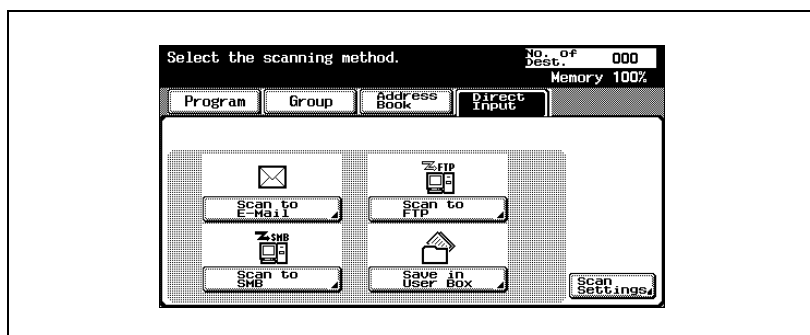 Select the scanning method.
No. of
Dest.
000
Memory 100%
Program
Group
Address
Book
Direct
Input
Scan to
E-Mail
FTP
Scan to
FTP
SMB
Scan to
SMB
Save in
User Box
Scan
Settings